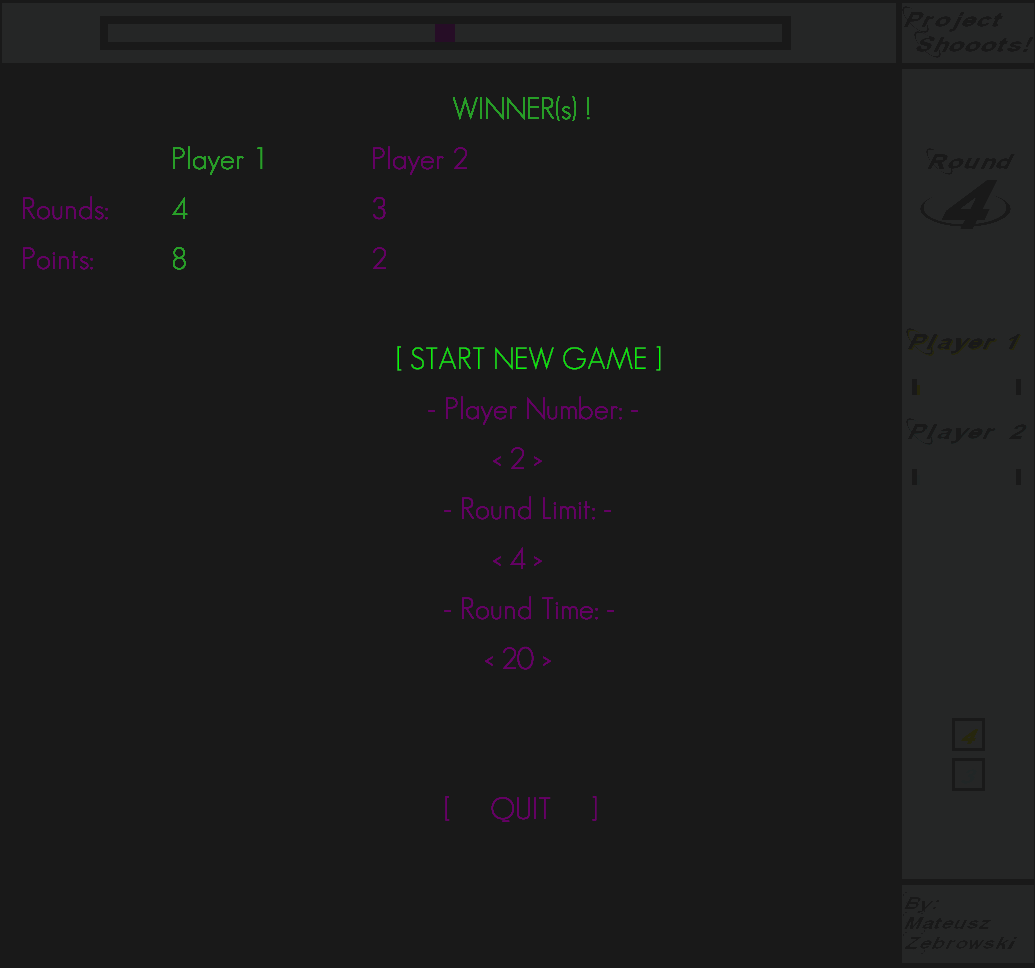 Project
Shooots!
WINNER(s) !
Player 1 Player 2
Rounds: 4 3
Points: 8 2
[ START NEW GAME ]
- Player Number: -
< 2 >
- Round Limit: -
< 4 >
- Round Time: -
< 20 >
[ QUIT ]
Round
4
Player 1
Player 2
4
By:
Mateusz
Zebrowski